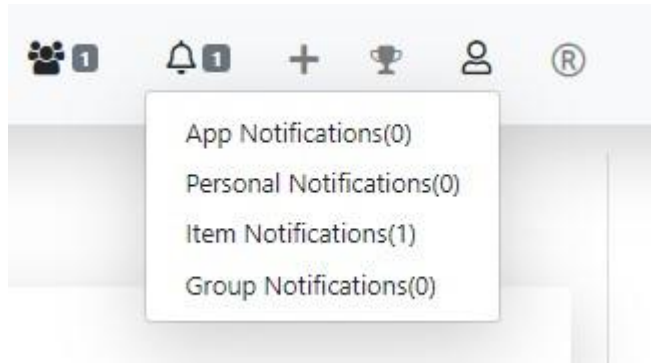 1 1 ®
App Notifications(0)
Personal Notifications(0)
Item Notifications(1)
Group Notifications(0)